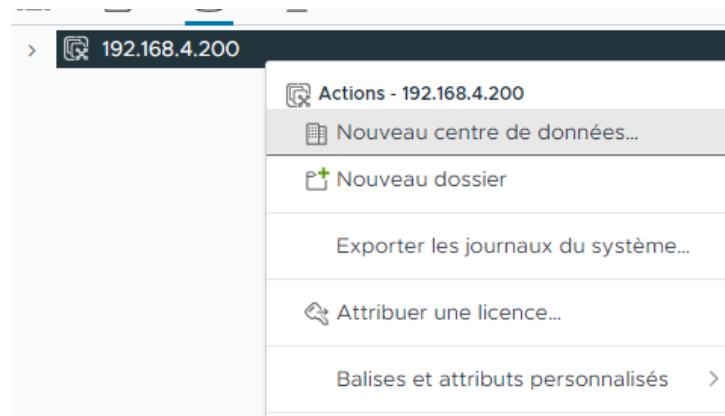 192.168.4.200
Actions - 192.168.4.200
Nouveau centre de données...
Nouveau dossier
Exporter les journaux du système...
Attribuer une licence...
Balises et attributs personnalisés